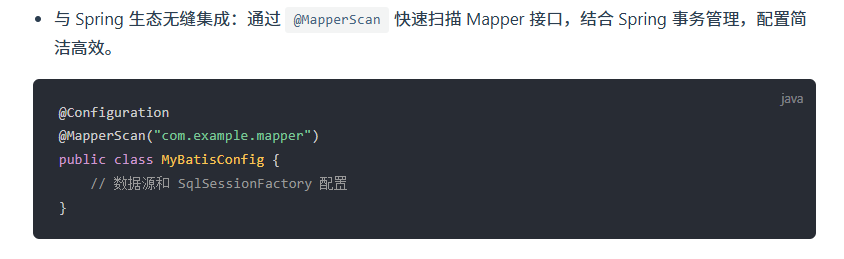 与 Spring 生态无缝集成：通过 @MapperScan 快速扫描 Mapper 接口，结合 Spring 事务管理，配置简
洁高效。
java
@Configuration
@MapperScan("com.example.mapper")
public class MyBatisConfig {
    // 数据源和 SqlSessionFactory 配置
}